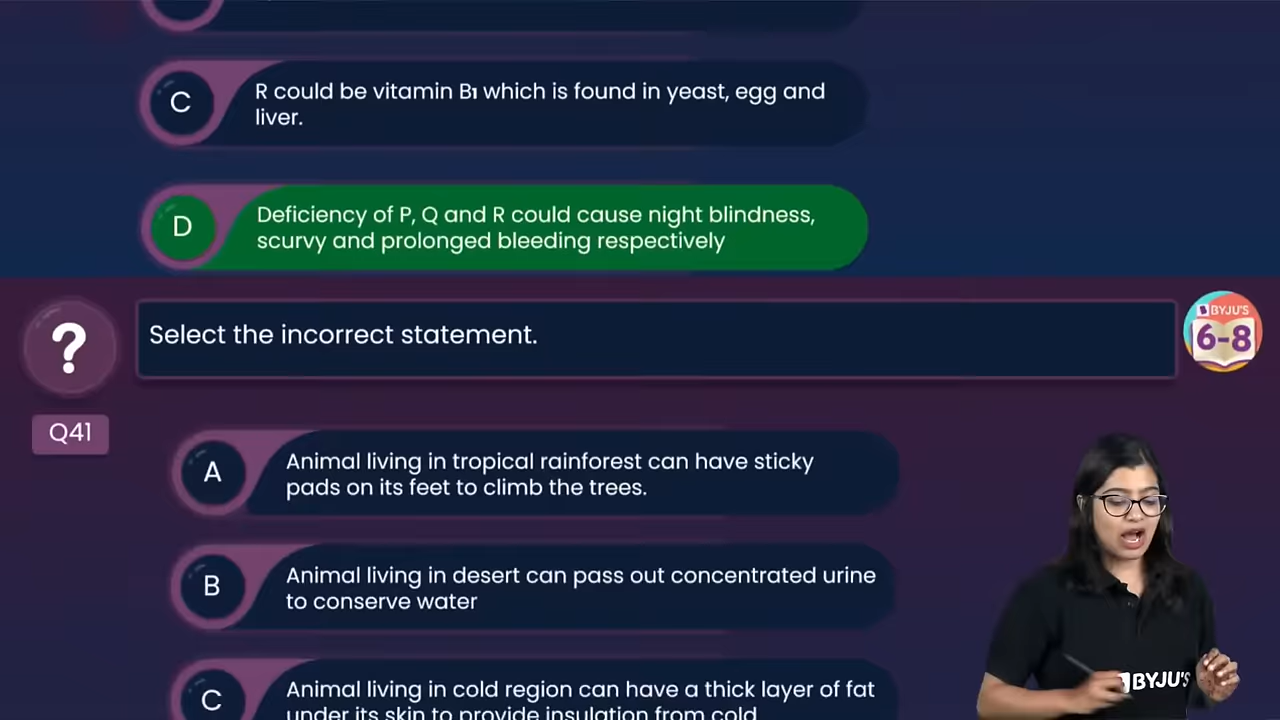 C
R could be vitamin B₁ which is found in yeast, egg and
liver.
D
Deficiency of P, Q and R could cause night blindness,
scurvy and prolonged bleeding respectively
?
Select the incorrect statement.
BYJU'S
6-8
Q41
A
Animal living in tropical rainforest can have sticky
pads on its feet to climb the trees.
B
Animal living in desert can pass out concentrated urine
to conserve water
C
Animal living in cold region can have a thick layer of fat
under its skin to provide insulation from cold
BYJU'S